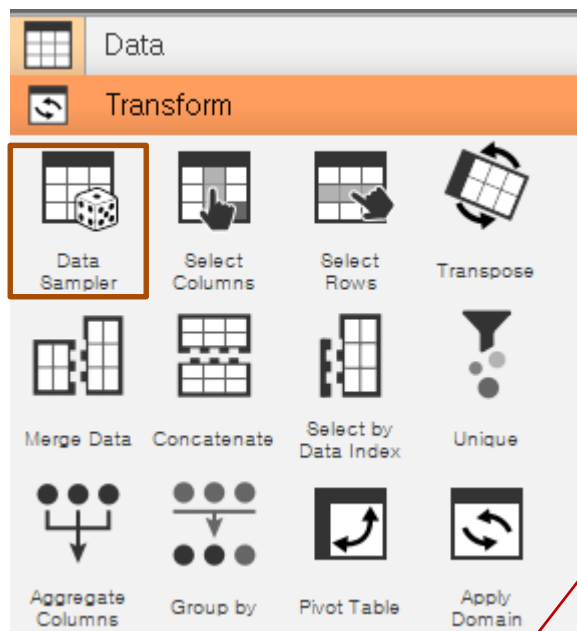 Data
Transform
Data Sampler
Select Columns
Select Rows
Transpose
Merge Data
Concatenate
Select by Data Index
Unique
Aggregate Columns
Group by
Pivot Table
Apply Domain